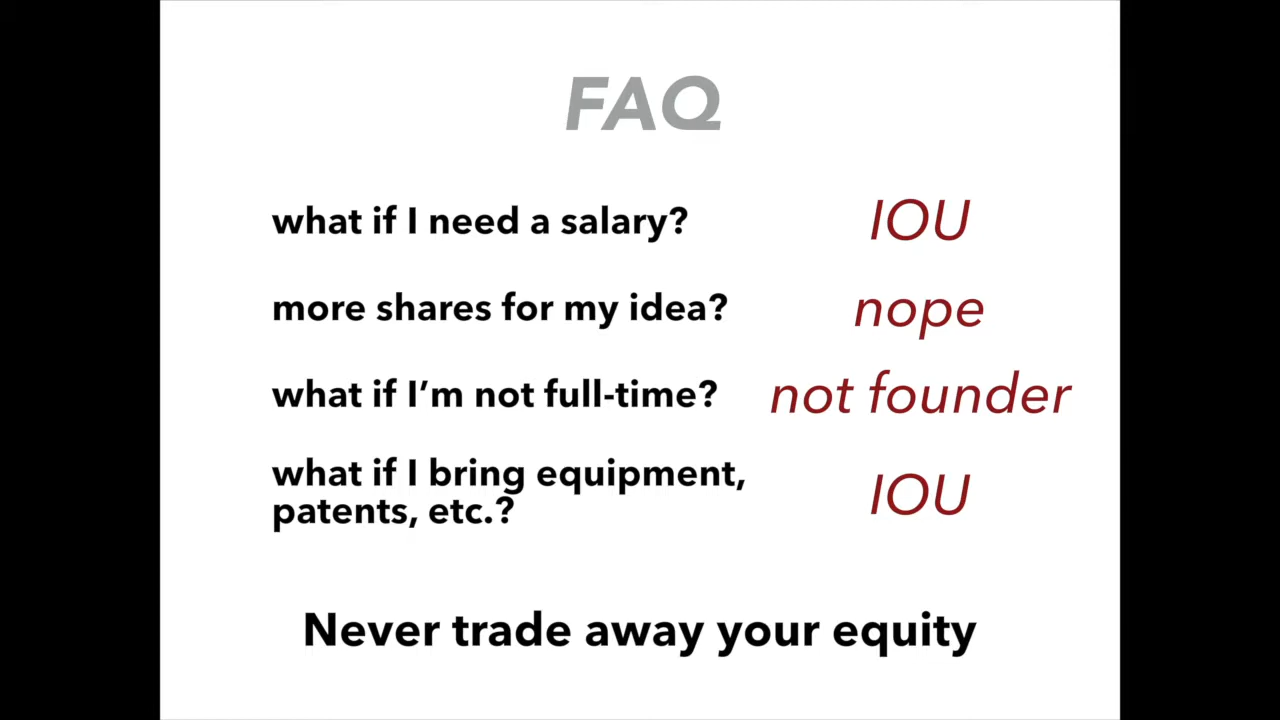 FAQ
what if I need a salary? IOU
more shares for my idea? nope
what if I’m not full-time? not founder
what if I bring equipment,
patents, etc.? IOU
Never trade away your equity